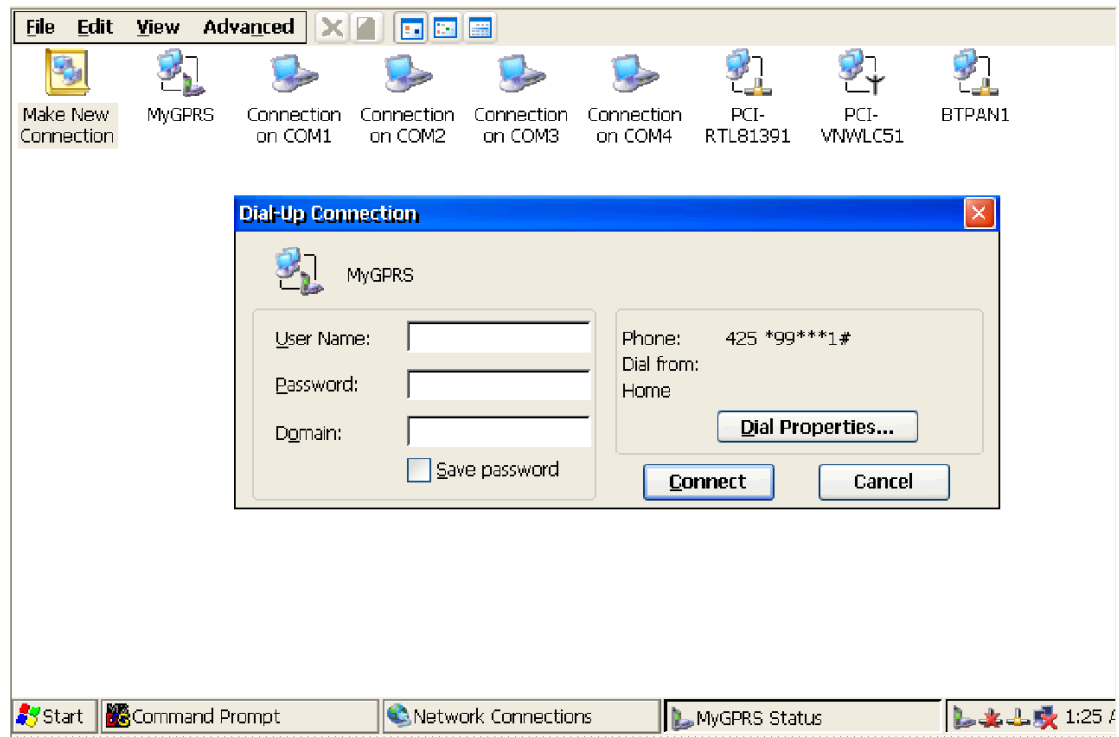 File Edit View Advanced
Make New Connection
MyGPRS
Connection on COM1
Connection on COM2
Connection on COM3
Connection on COM4
PCI-RTL81391
PCI-VNWLC51
BTPAN1
Dial-Up Connection
MyGPRS
User Name:
Password:
Domain:
Save password
Phone: 425 *99***1#
Dial from:
Home
Dial Properties...
Connect Cancel
Start Command Prompt Network Connections MyGPRS Status 1:25